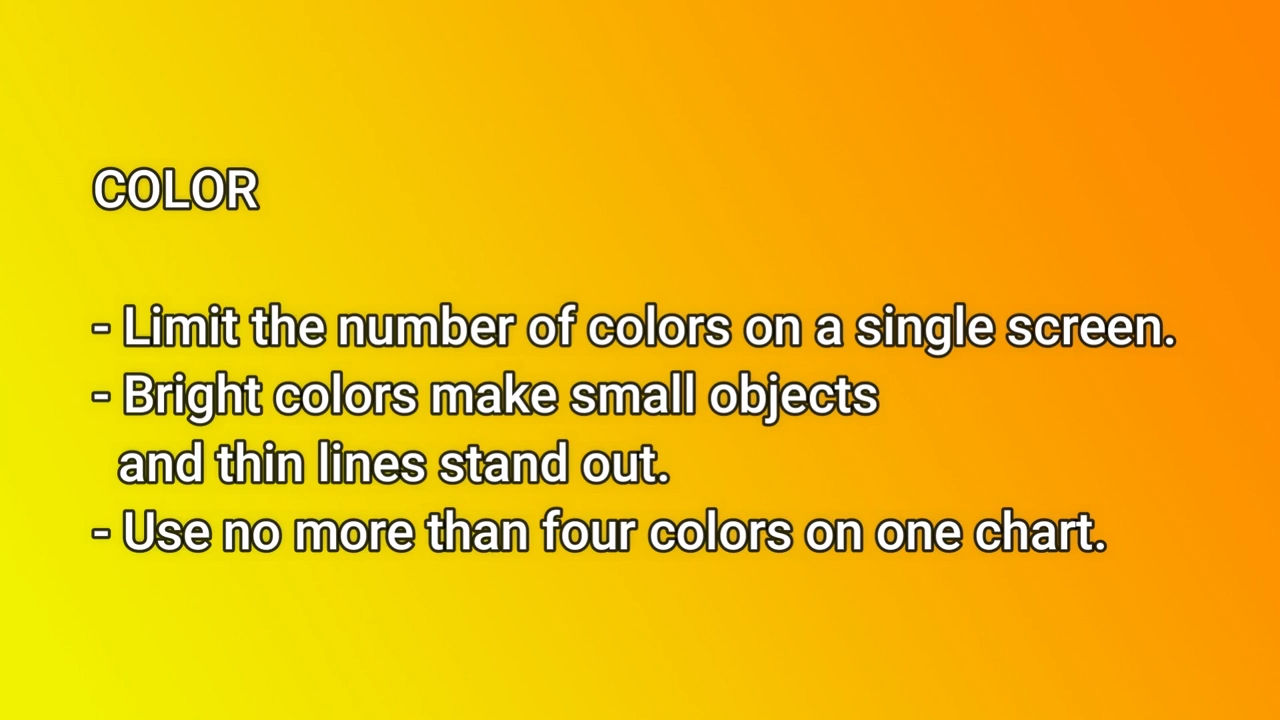 COLOR
- Limit the number of colors on a single screen.
- Bright colors make small objects
and thin lines stand out.
- Use no more than four colors on one chart.